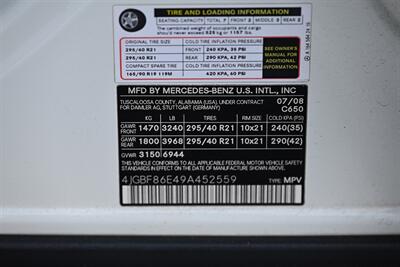 TIRE AND LOADING INFORMATION
SEATING CAPACITY TOTAL 7 FRONT 2 MIDDLE 3 REAR 2
The combined weight of occupants and cargo should never exceed 525 kg or 1157 lbs
ORIGINAL TIRE SIZE COLD TIRE INFLATION PRESSURE
295/40 R21 FRONT 240 KPA, 35 PSI
295/40 R21 REAR 290 KPA, 42 PSI
COMPACT SPARE TIRE COLD TIRE INFLATION PRESSURE
165/90 R19 119M 420 KPA, 60 PSI
SEE OWNER'S
MANUAL FOR
ADDITIONAL
INFORMATION
MFD BY MERCEDES-BENZ U.S. INTL., INC
TUSCALOOSA COUNTY, ALABAMA (USA) UNDER CONTRACT
OF DAIMLER AG, STUTTGART (GERMANY)
07/08
C650
KG LB TIRES RIM SIZE COLD KPA (PSI)
GAWR FRONT 1470 3240 295/40 R21 10x21 240(35)
GAWR REAR 1800 3968 295/40 R21 10x21 290(42)
GVWR 3150 6944
THIS VEHICLE CONFORMS TO ALL APPLICABLE FEDERAL
MOTOR VEHICLE SAFETY STANDARDS IN EFFECT
ON THE DATE OF MANUFACTURE SHOWN ABOVE.
4JGBF86E49A452559 TYPE: MPV